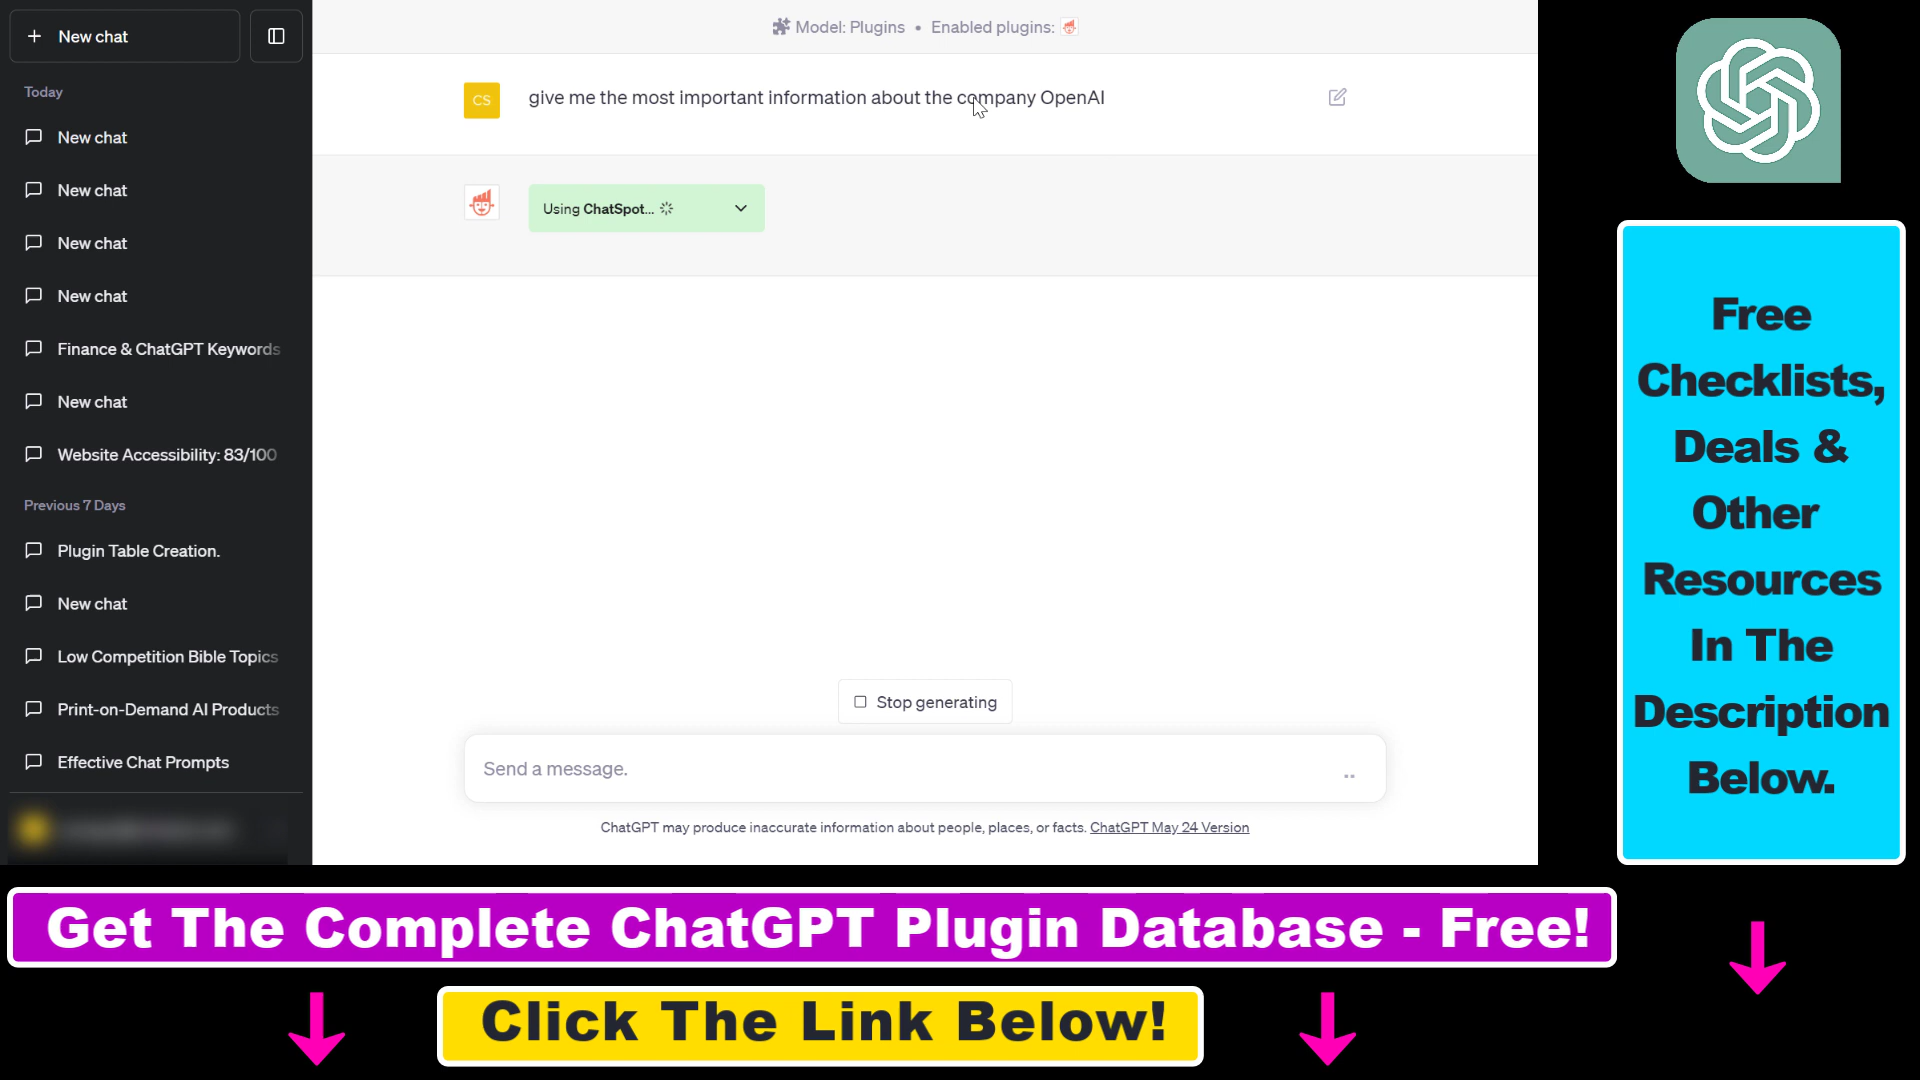 New chat
Today
New chat
New chat
New chat
New chat
Finance & ChatGPT Keywords
New chat
Website Accessibility: 83/100
Previous 7 Days
Plugin Table Creation.
New chat
Low Competition Bible Topics
Print-on-Demand AI Products
Effective Chat Prompts
Model: Plugins • Enabled plugins:
CS
give me the most important information about the company OpenAI
Using ChatSpot...
Stop generating
Send a message.
ChatGPT may produce inaccurate information about people, places, or facts. ChatGPT May 24 Version
Free
Checklists,
Deals &
Other
Resources
In The
Description
Below.
Get The Complete ChatGPT Plugin Database - Free!
Click The Link Below!